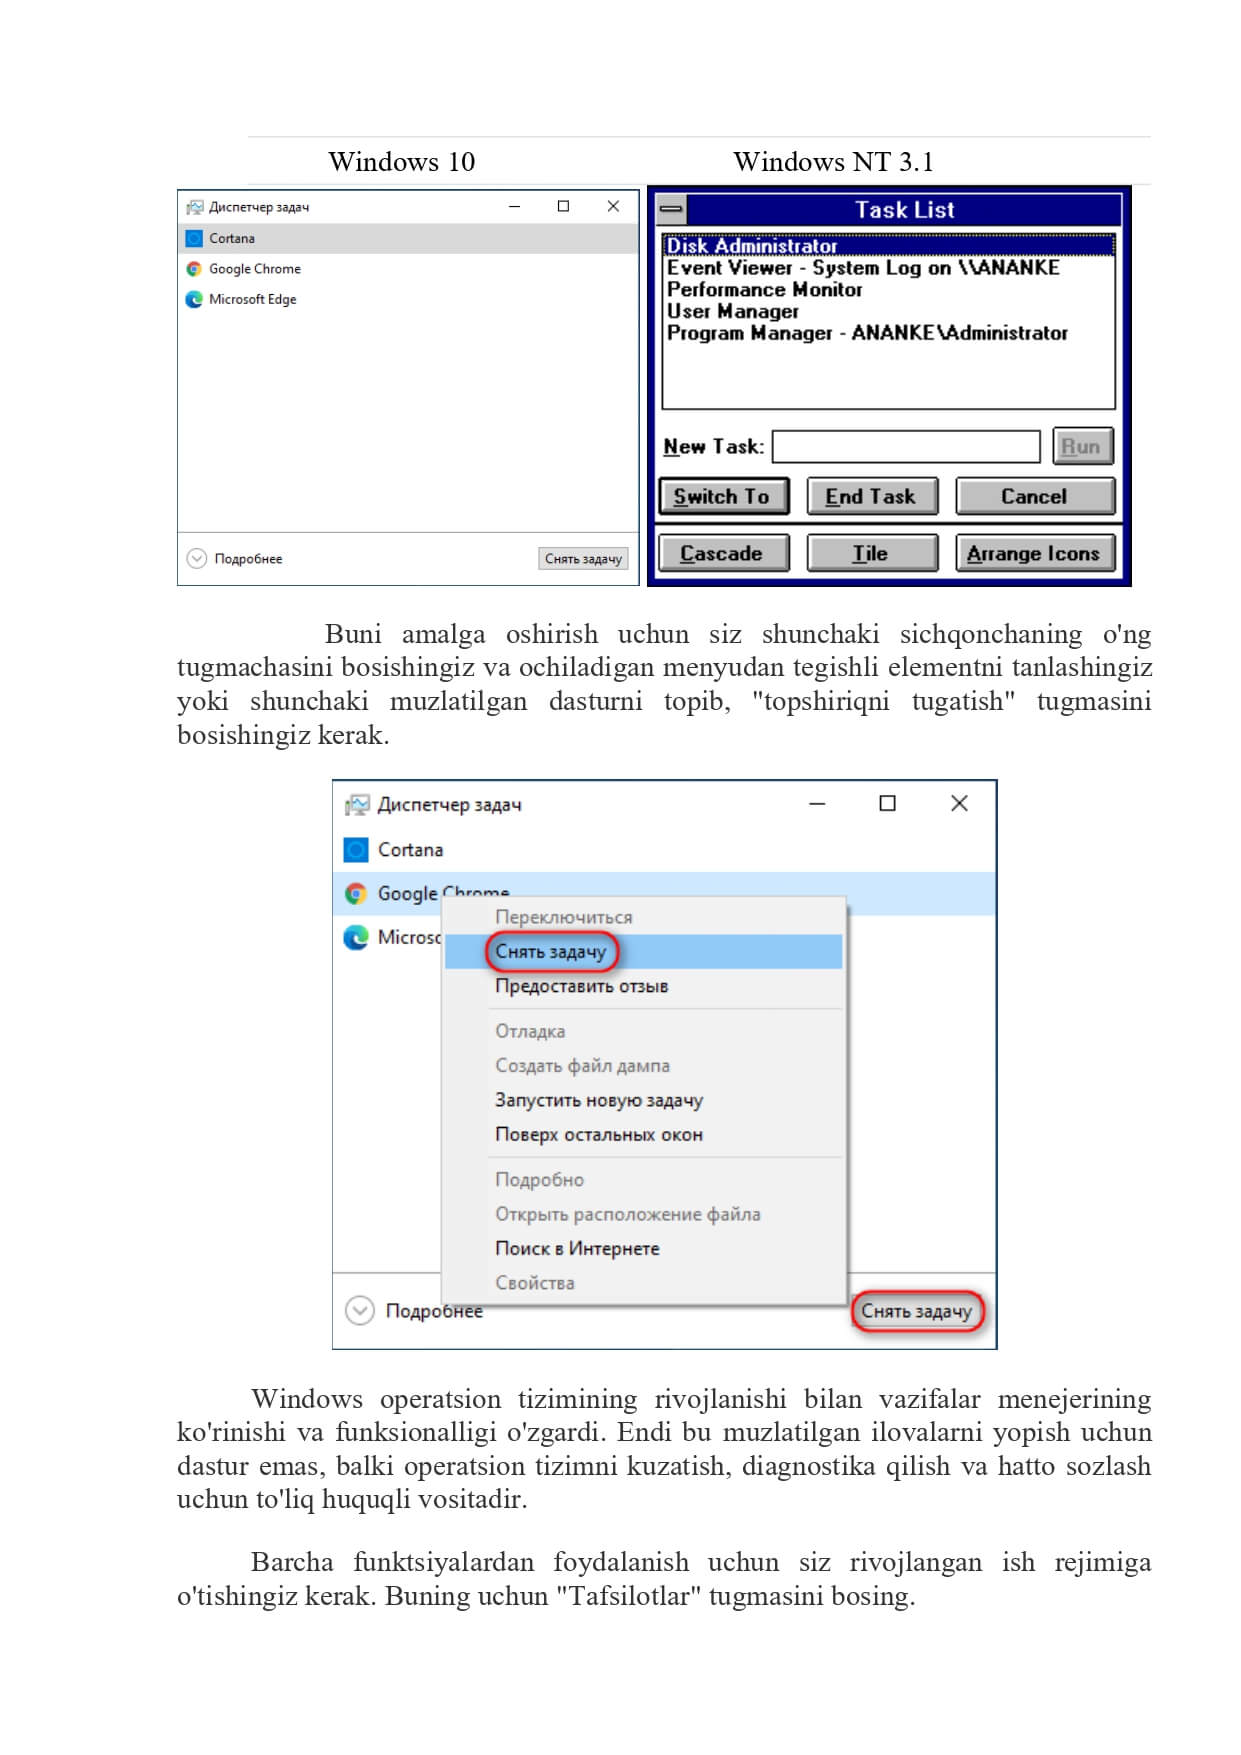 Windows 10
Windows NT 3.1
Диспетчер задач
Cortana
Google Chrome
Microsoft Edge
Подробнее
Снять задачу
Task List
Disk Administrator
Event Viewer - System Log on \\ANANKE
Performance Monitor
User Manager
Program Manager - ANANKE\Administrator
New Task:
Run
Switch To
End Task
Cancel
Cascade
Tile
Arrange Icons
Buni amalga oshirish uchun siz shunchaki sichqonchaning o'ng
tugmachasini bosishingiz va ochiladigan menyudan tegishli elementni tanlashingiz
yoki shunchaki muzlatilgan dasturni topib, "topshiriqni tugatish" tugmasini
bosishingiz kerak.
Диспетчер задач
Cortana
Google Chrome
Microsc
Переключиться
Снять задачу
Предоставить отзыв
Отладка
Создать файл дампа
Запустить новую задачу
Поверх остальных окон
Подробно
Открыть расположение файла
Поиск в Интернете
Свойства
Подробнее
Снять задачу
Windows operatsion tizimining rivojlanishi bilan vazifalar menejerining
ko'rinishi va funksionalligi o'zgardi. Endi bu muzlatilgan ilovalarni yopish uchun
dastur emas, balki operatsion tizimni kuzatish, diagnostika qilish va hatto sozlash
uchun to'liq huquqli vositadir.
Barcha funktsiyalardan foydalanish uchun siz rivojlangan ish rejimiga
o'tishingiz kerak. Buning uchun "Tafsilotlar" tugmasini bosing.